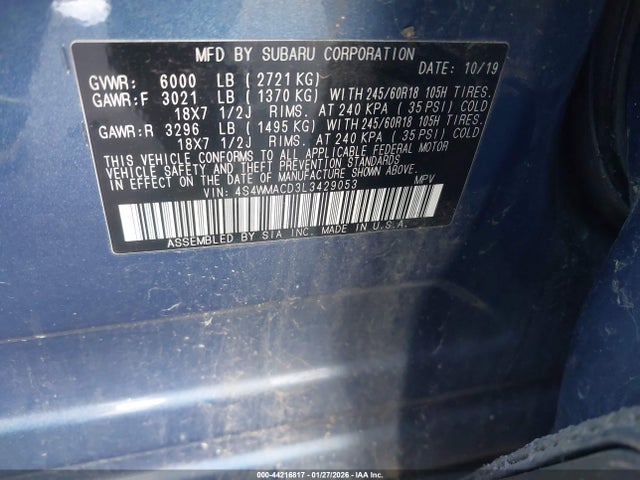 MFD BY SUBARU CORPORATION
DATE: 10/19
GVWR: 6000 LB (2721 KG)
GAWR:F 3021 LB (1370 KG) WITH 245/60R18 105H TIRES.
18X7 1/2J RIMS. AT 240 KPA (35 PSI) COLD
GAWR:R 3296 LB (1495 KG) WITH 245/60R18 105H TIRES.
18X7 1/2J RIMS. AT 240 KPA (35 PSI) COLD
THIS VEHICLE CONFORMS TO ALL APPLICABLE FEDERAL MOTOR
VEHICLE SAFETY AND THEFT PREVENTION STANDARDS
IN EFFECT ON THE DATE OF MANUFACTURE SHOWN ABOVE.
VIN: 4S4WMACD3L3429053 MPV
ASSEMBLED BY SIA INC. MADE IN U.S.A.
000-44216817 - 01/27/2026 - IAA Inc.